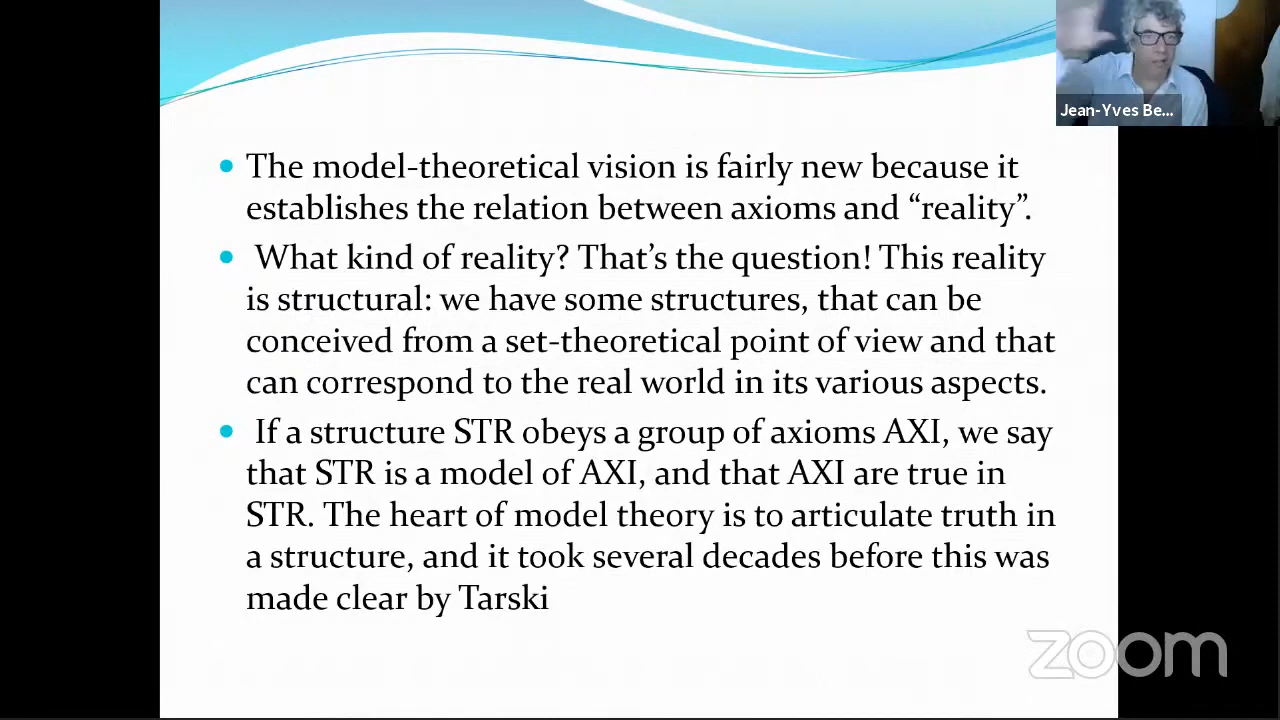 Jean-Yves Be...
The model-theoretical vision is fairly new because it
establishes the relation between axioms and “reality”.
What kind of reality? That’s the question! This reality
is structural: we have some structures, that can be
conceived from a set-theoretical point of view and that
can correspond to the real world in its various aspects.
If a structure STR obeys a group of axioms AXI, we say
that STR is a model of AXI, and that AXI are true in
STR. The heart of model theory is to articulate truth in
a structure, and it took several decades before this was
made clear by Tarski
zoom